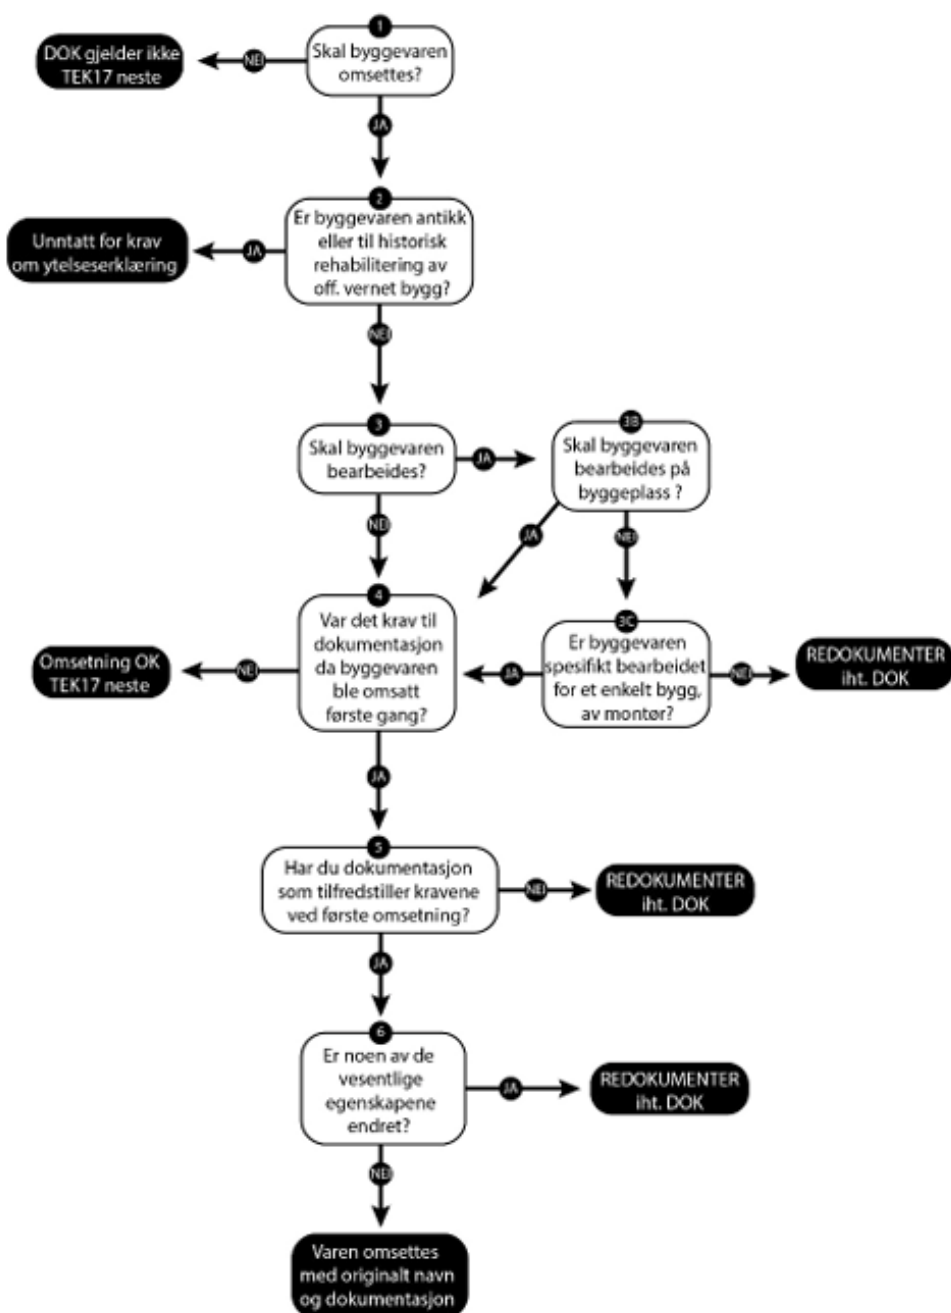 1
Skal byggevaren
omsettes?
NEI
DOK gjelder ikke
TEK17 neste
JA
2
Er byggevaren antikk
eller til historisk
rehabilitering av
off. vernet bygg?
JA
Unntatt for krav
om ytelseserklæring
NEI
3
Skal byggevaren
bearbeides?
JA
3B
Skal byggevaren
bearbeides på
byggeplass ?
NEI
JA
NEI
4
Var det krav til
dokumentasjon
da byggevaren
ble omsatt
første gang?
3C
Er byggevaren
spesifikt bearbeidet
for et enkelt bygg,
av montør?
JA
NEI
REDOKUMENTER
iht. DOK
NEI
Omsetning OK
TEK17 neste
JA
5
Har du dokumentasjon
som tilfredstiller kravene
ved første omsetning?
NEI
REDOKUMENTER
iht. DOK
JA
6
Er noen av de
vesentlige
egenskapene
endret?
JA
REDOKUMENTER
iht. DOK
NEI
Varen omsettes
med originalt navn
og dokumentasjon